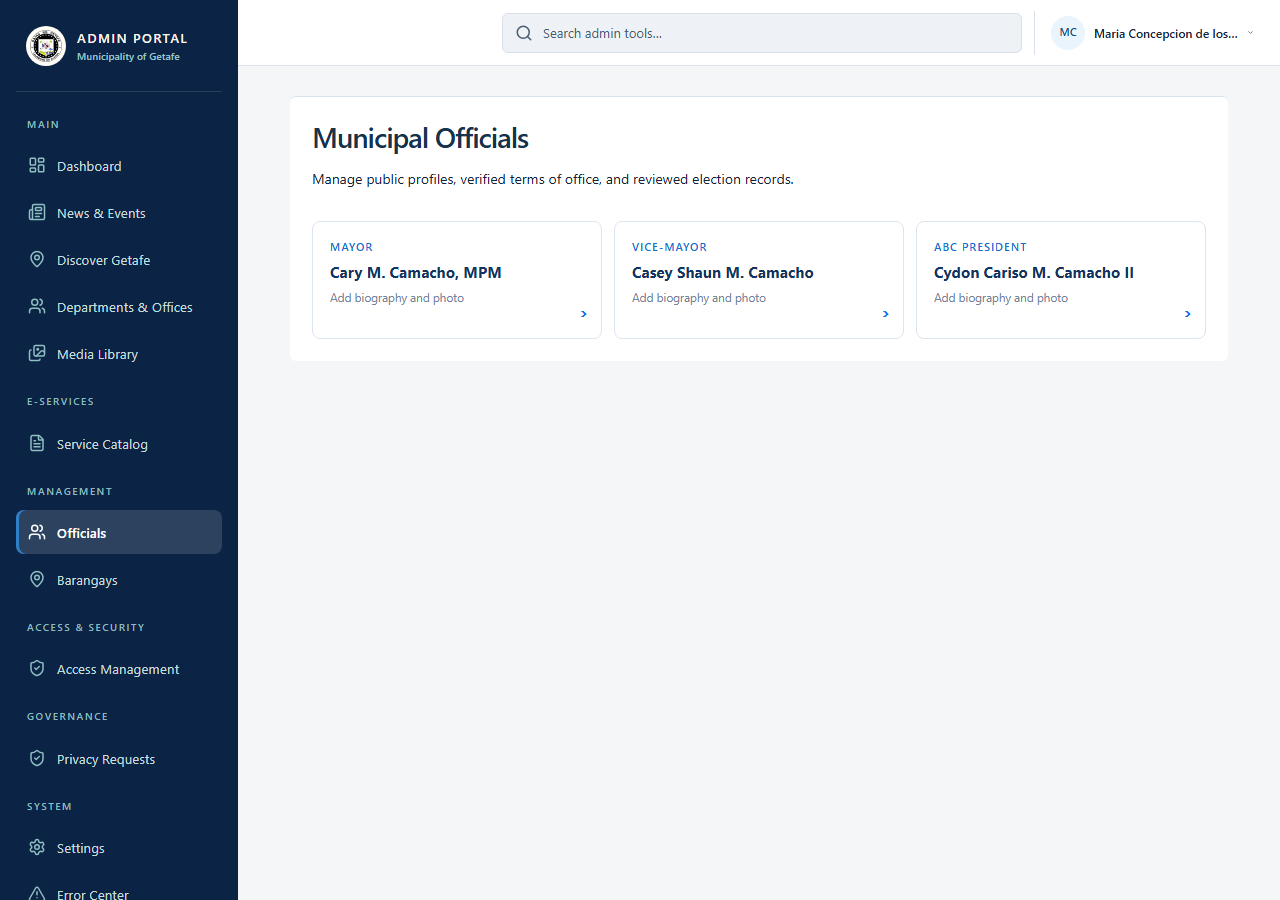 ADMIN PORTAL
Municipality of Getafe
Search admin tools...
MC
Maria Concepcion de los...
MAIN
Dashboard
News & Events
Discover Getafe
Departments & Offices
Media Library
E-SERVICES
Service Catalog
MANAGEMENT
Officials
Barangays
ACCESS & SECURITY
Access Management
GOVERNANCE
Privacy Requests
SYSTEM
Settings
Error Center
Municipal Officials
Manage public profiles, verified terms of office, and reviewed election records.
MAYOR
Cary M. Camacho, MPM
Add biography and photo
VICE-MAYOR
Casey Shaun M. Camacho
Add biography and photo
ABC PRESIDENT
Cydon Cariso M. Camacho II
Add biography and photo